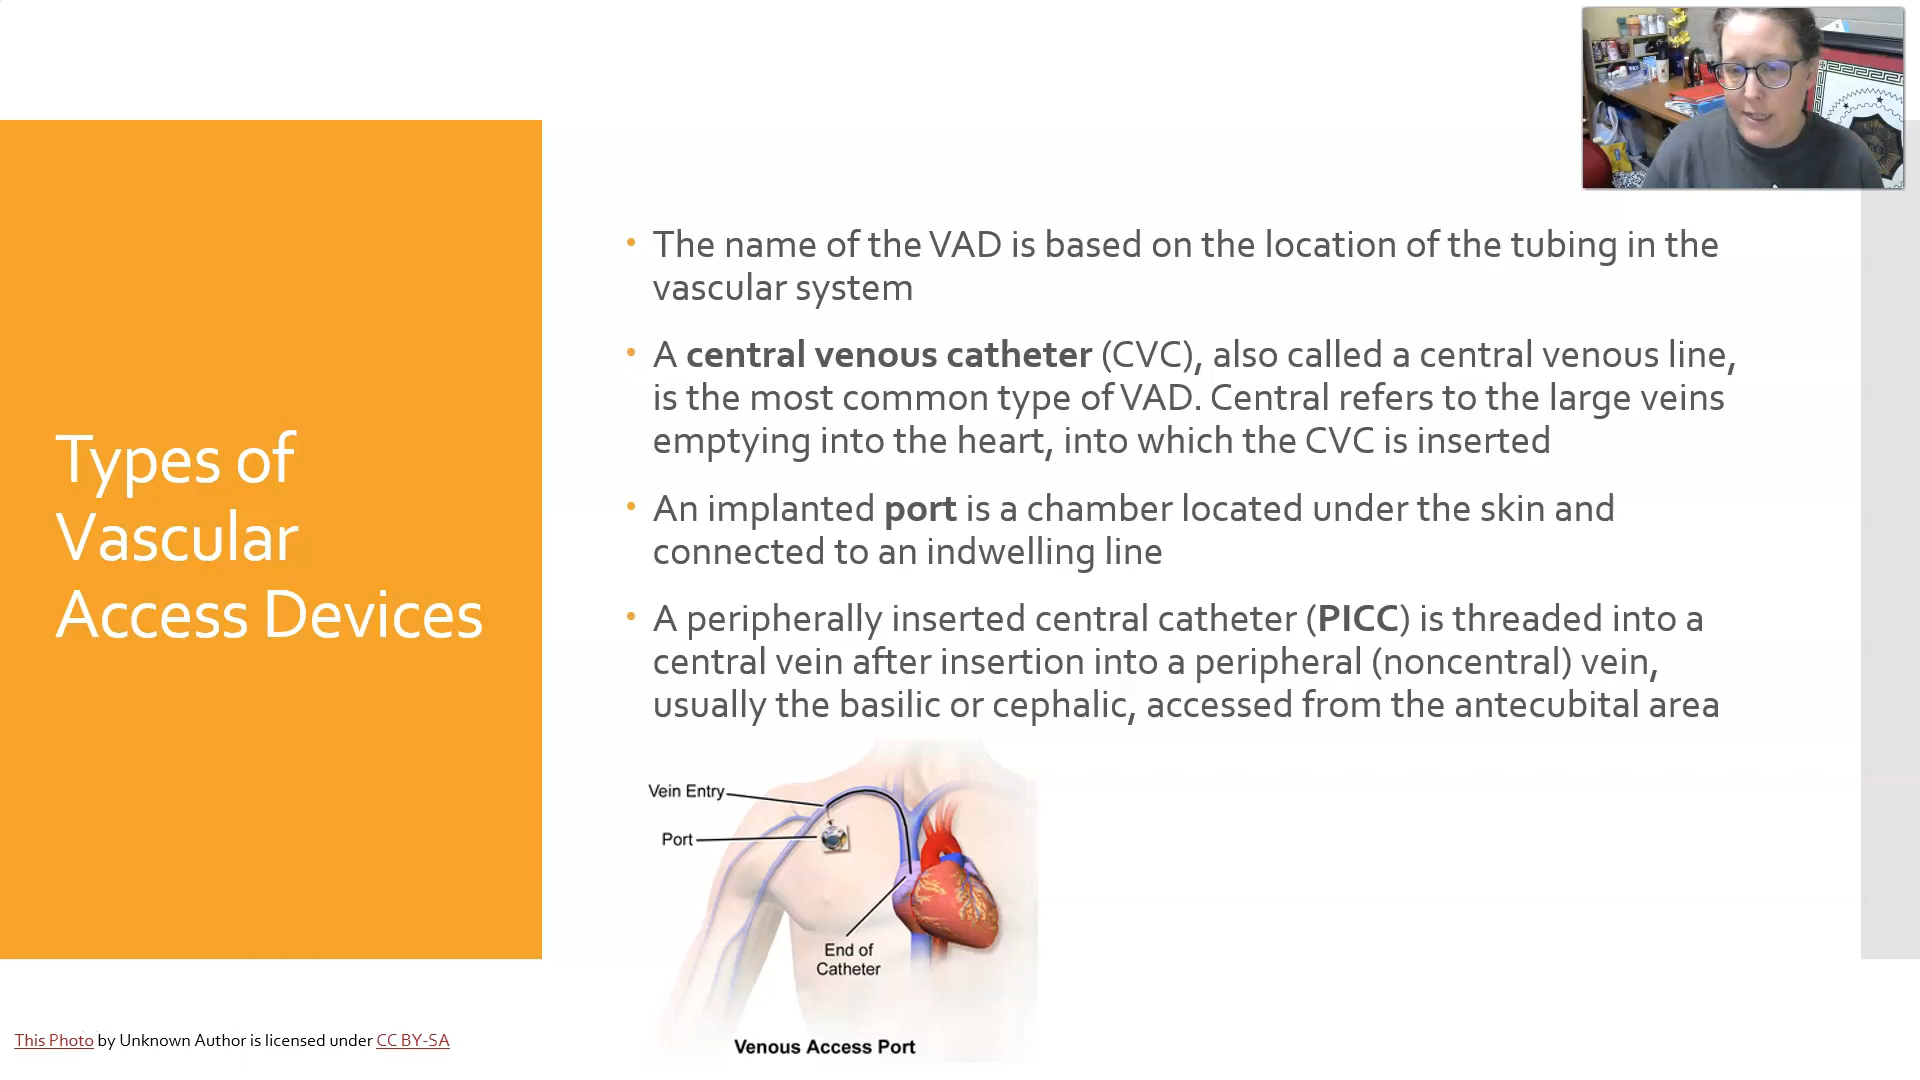 Types of
Vascular
Access Devices
• The name of the VAD is based on the location of the tubing in the
vascular system
• A central venous catheter (CVC), also called a central venous line,
is the most common type of VAD. Central refers to the large veins
emptying into the heart, into which the CVC is inserted
• An implanted port is a chamber located under the skin and
connected to an indwelling line
• A peripherally inserted central catheter (PICC) is threaded into a
central vein after insertion into a peripheral (noncentral) vein,
usually the basilic or cephalic, accessed from the antecubital area
Vein Entry
Port
End of
Catheter
Venous Access Port
This Photo by Unknown Author is licensed under CC BY-SA